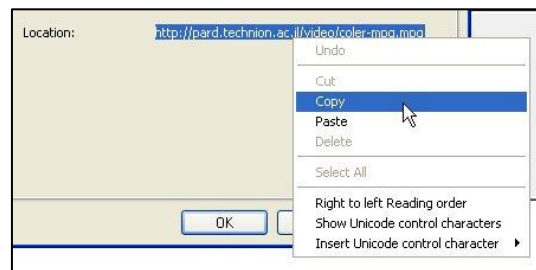 Location: http://pard.technion.ac.il/video/coler-mpg.mpg
Undo
Cut
Copy
Paste
Delete
Select All
Right to left Reading order
OK
Show Unicode control characters
Insert Unicode control character